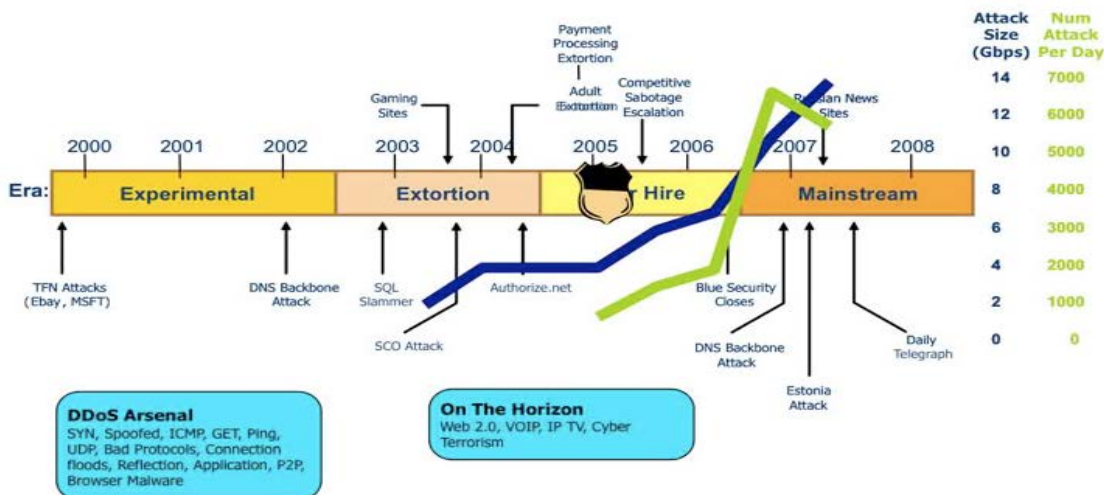 Attack
Size
(Gbps)
Num
Attack
Per Day
Payment
Processing
Extortion
Adult
Gaming
Sites
Competitive
Sabotage
Escalation
Sites
News
14 7000
12 6000
10 5000
8 4000
6 3000
4 2000
2 1000
0 0
2000 2001 2002 2003 2004 2005 2006 2007 2008
Era: Experimental Extortion Hire Mainstream
TFN Attacks
(Ebay, MSFT)
DNS Backbone
Attack
SQL
Slammer
Authorize.net
SCO Attack
Blue Security
Closes
DNS Backbone
Attack
Estonia
Attack
Daily
Telegraph
DDoS Arsenal
SYN, Spoofed, ICMP, GET, Ping,
UDP, Bad Protocols, Connection
floods, Reflection, Application, P2P,
Browser Malware
On The Horizon
Web 2.0, VOIP, IP TV, Cyber
Terrorism